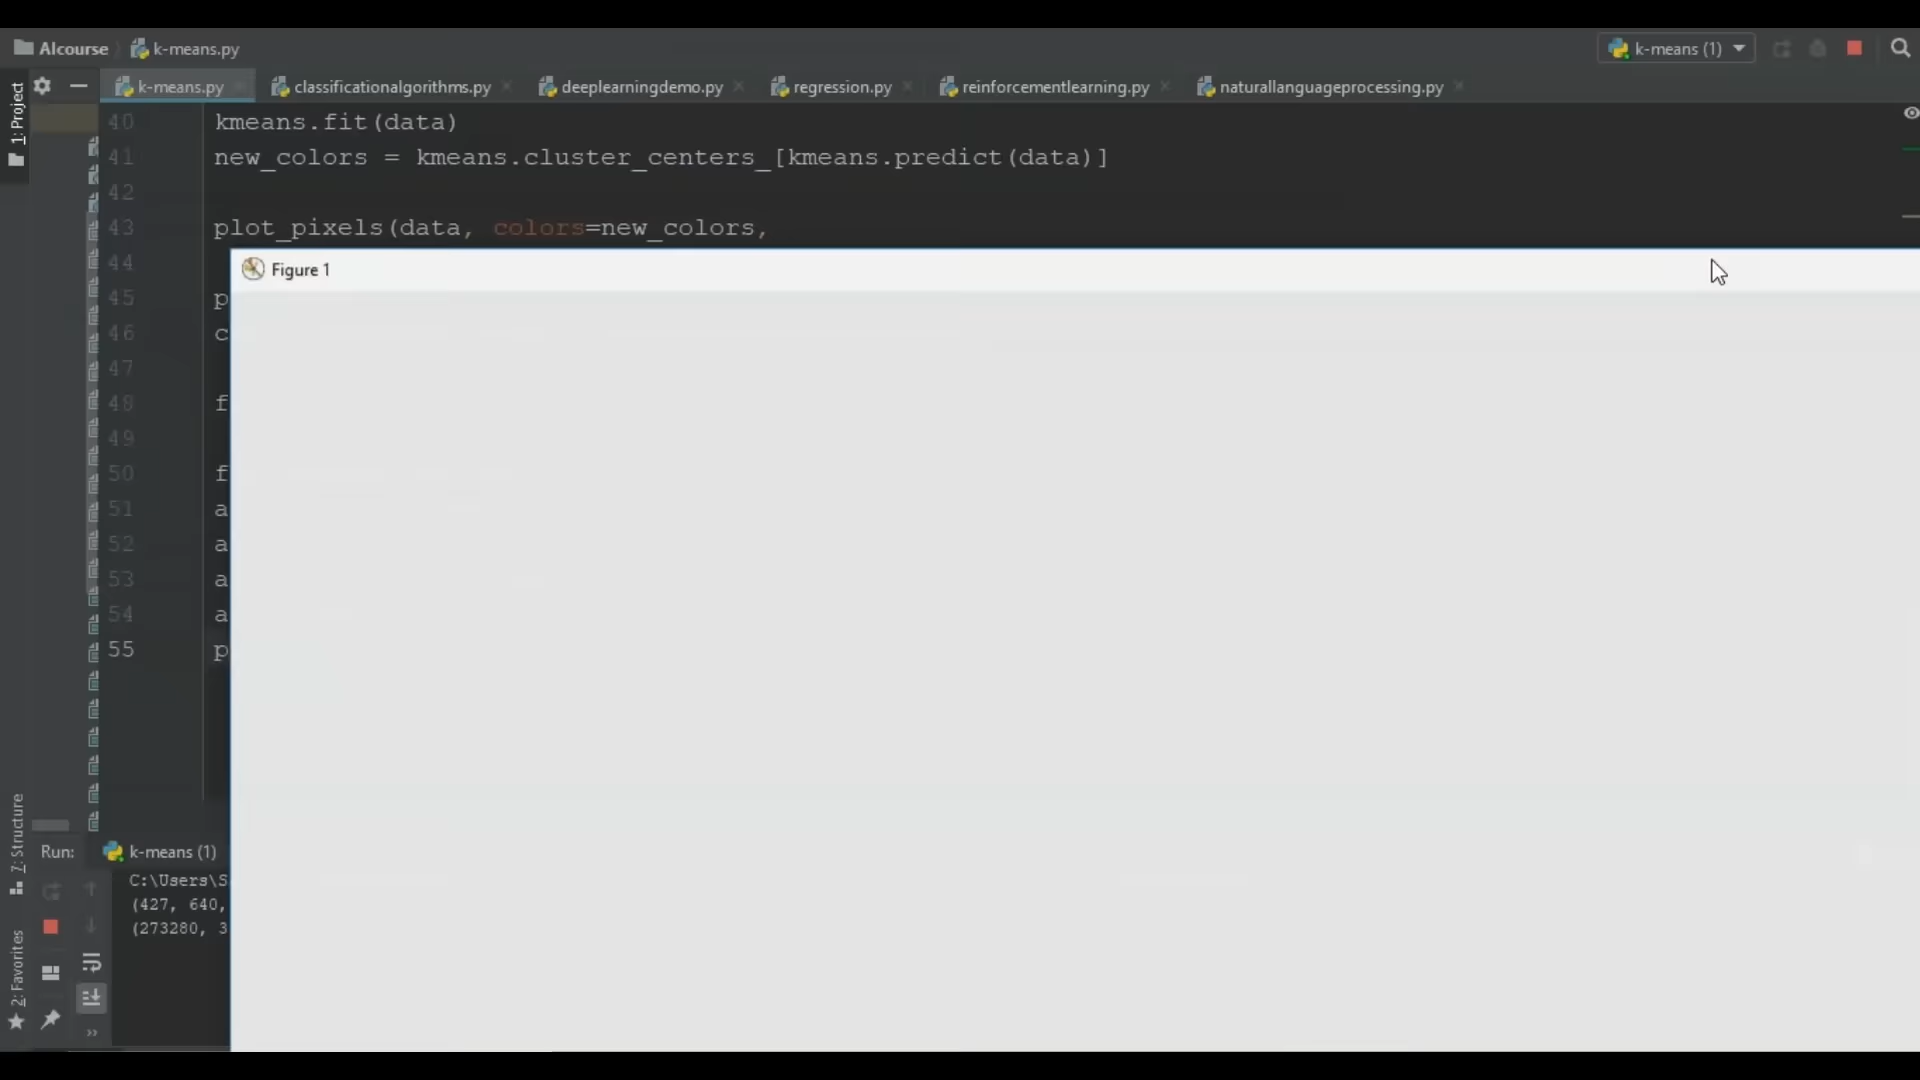 AIcourse k-means.py k-means (1)
1: Project k-means.py classificationalgorithms.py deeplearningdemo.py regression.py reinforcementlearning.py naturallanguageprocessing.py
40 kmeans.fit(data)
41 new_colors = kmeans.cluster_centers_[kmeans.predict(data)]
42
43 plot_pixels(data, colors=new_colors,
Figure 1
44
45 p
46 c
47
48 f
49
50 f
51 a
52 a
53 a
54 a
55 p
7: Structure
Run: k-means (1)
C:\Users\S
(427, 640,
(273280, 3
2: Favorites